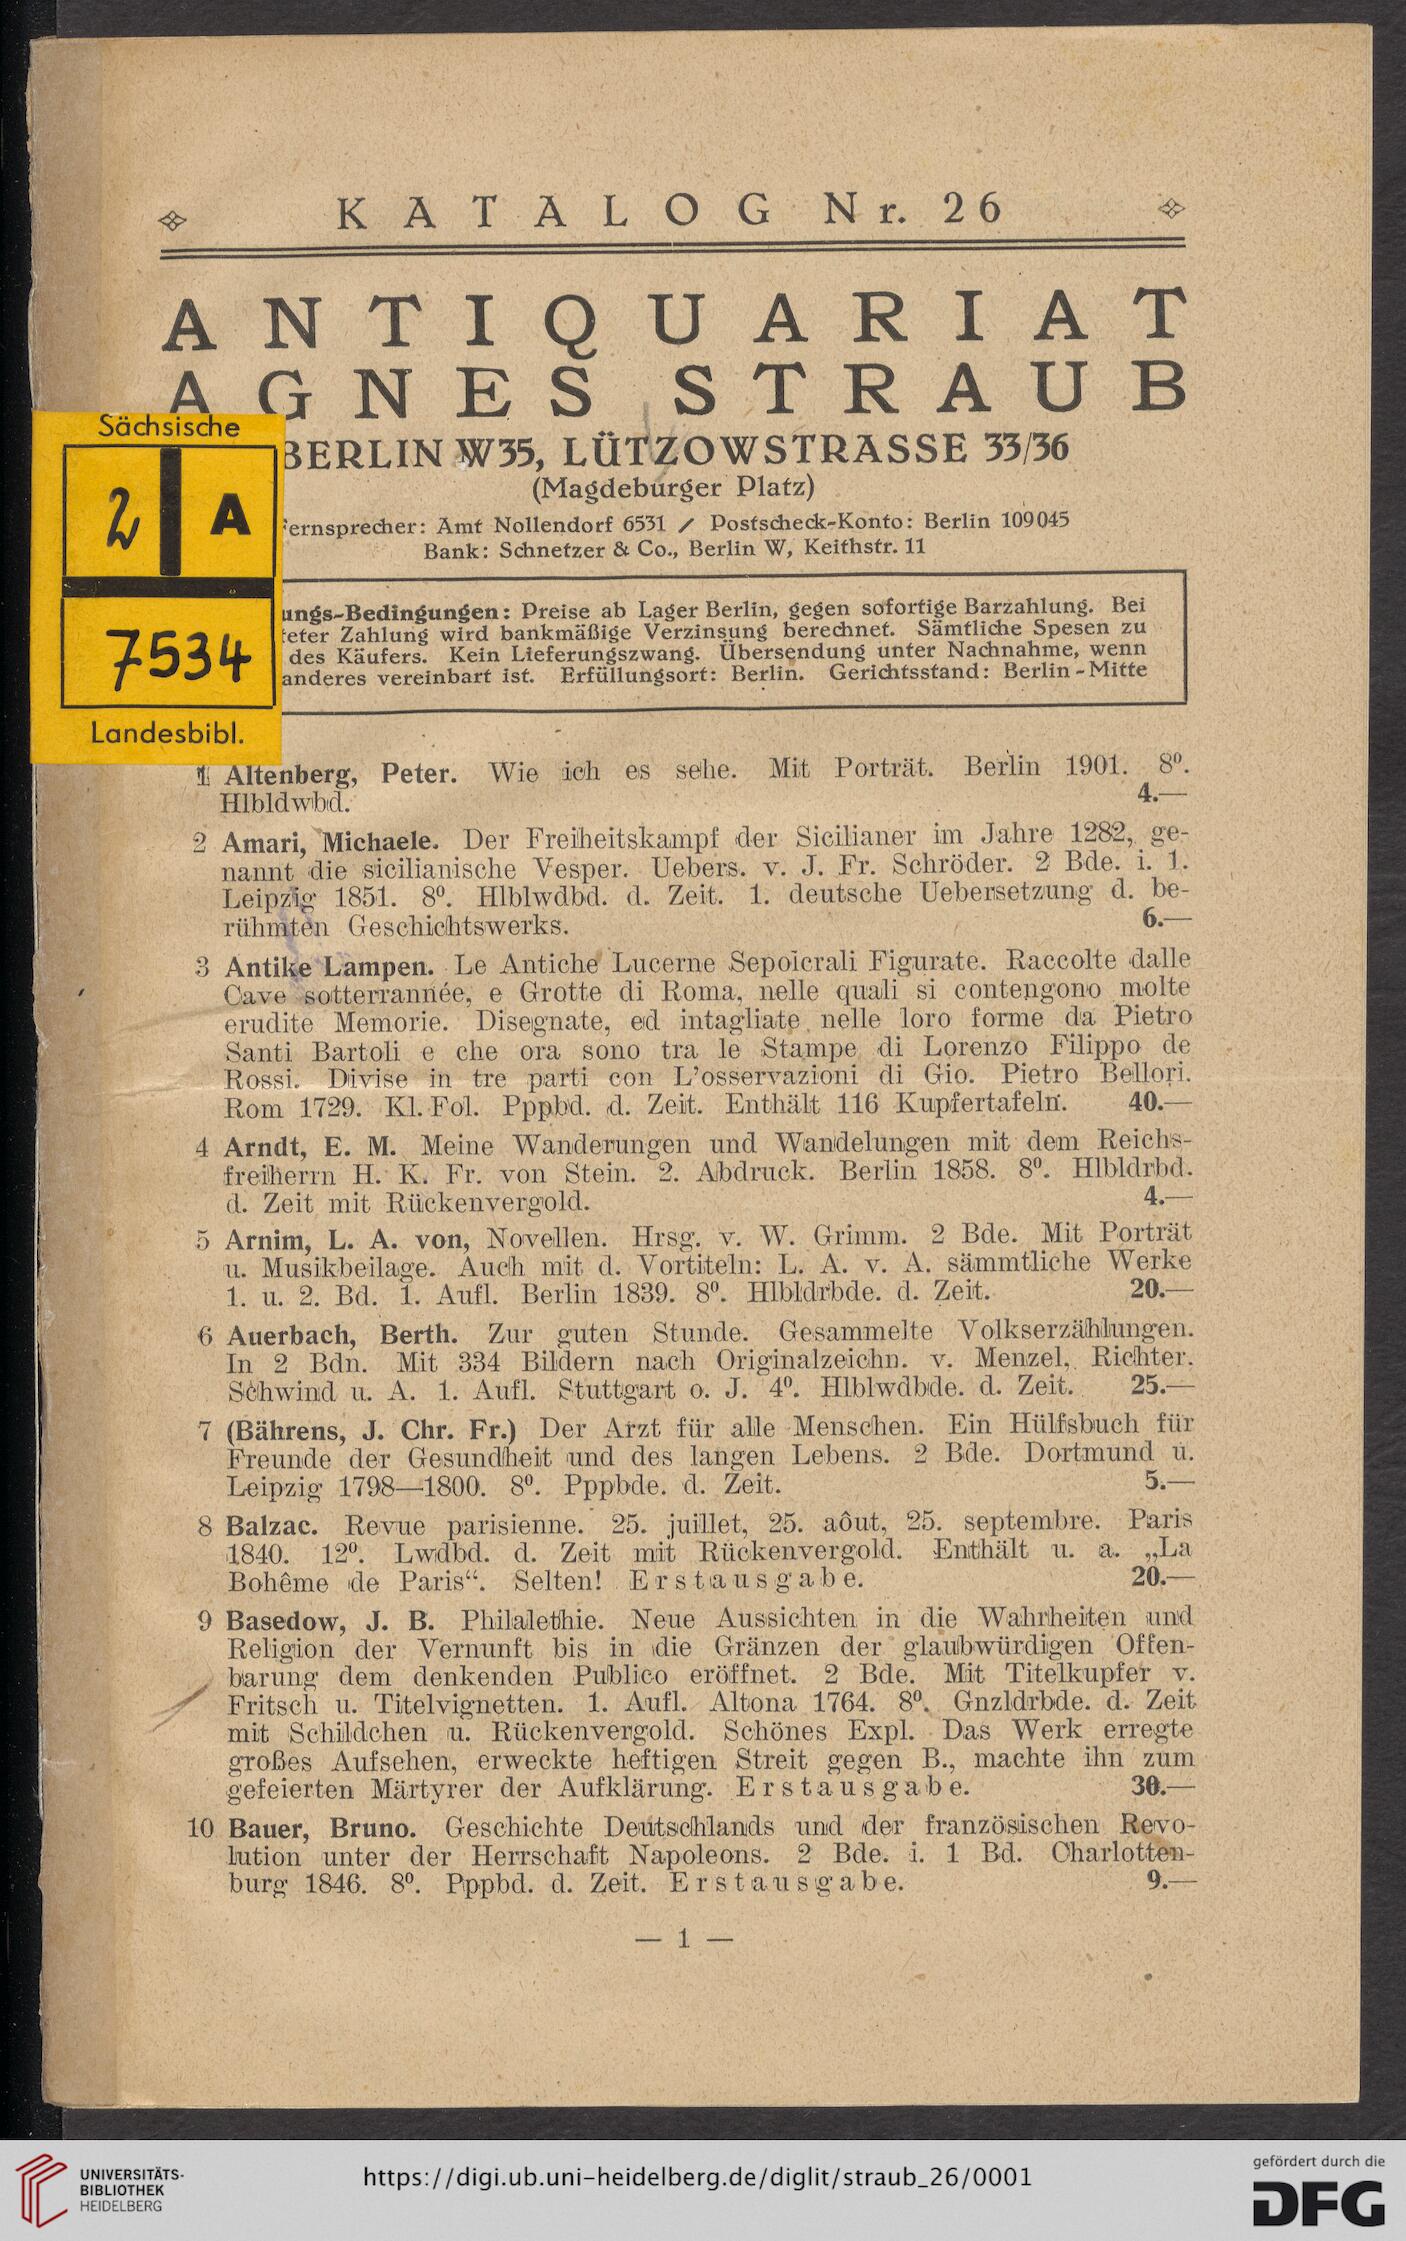 KATALOG Nr. 26
ANTIQUARIAT
AGNES STRAUB
BERLIN W35, LÜTZOWSTRASSE 33/36
(Magdeburger Platz)
Fernsprecher: Amt Nollendorf 6531 / Postscheck-Konto: Berlin 109045
Bank: Schnetzer & Co., Berlin W, Keithstr. 11
Sächsische
2 A
7534
Landesbibl.
ungs-Bedingungen: Preise ab Lager Berlin, gegen sofortige Barzahlung. Bei
teter Zahlung wird bankmäßige Verzinsung berechnet. Sämtliche Spesen zu
des Käufers. Kein Lieferungszwang. Übersendung unter Nachnahme, wenn
anderes vereinbart ist. Erfüllungsort: Berlin. Gerichtsstand: Berlin-Mitte
1 Altenberg, Peter. Wie ich es sehe. Mit Porträt. Berlin 1901. 8⁰.
Hlbldwbd. 4.—
2 Amari, Michaele. Der Freiheitskampf der Sicilianer im Jahre 1282, ge-
nannt die sicilianische Vesper. Uebers. v. J. Fr. Schröder. 2 Bde. i. 1.
Leipzig 1851. 8⁰. Hlblwdbd. d. Zeit. 1. deutsche Uebersetzung d. be-
rühmten Geschichtswerks. 6.—
3 Antike Lampen. Le Antiche Lucerne Sepolcrali Figurate. Raccolte dalle
Cave sotterrannée, e Grotte di Roma, nelle quali si contengono molte
erudite Memorie. Disegnate, ed intagliate nelle loro forme da Pietro
Santi Bartoli e che ora sono tra le Stampe di Lorenzo Filippo de
Rossi. Divise in tre parti con L'osservazioni di Gio. Pietro Bellori.
Rom 1729. Kl. Fol. Pppbd. d. Zeit. Enthält 116 Kupfertafeln. 40.—
4 Arndt, E. M. Meine Wanderungen und Wandelungen mit dem Reichs-
freiherrn H. K. Fr. von Stein. 2. Abdruck. Berlin 1858. 8⁰. Hlbldrbd.
d. Zeit mit Rückenvergold. 4.—
5 Arnim, L. A. von, Novellen. Hrsg. v. W. Grimm. 2 Bde. Mit Porträt
u. Musikbeilage. Auch mit d. Vortiteln: L. A. v. A. sämmtliche Werke
1. u. 2. Bd. 1. Aufl. Berlin 1839. 8⁰. Hlbldrbde. d. Zeit. 20.—
6 Auerbach, Berth. Zur guten Stunde. Gesammelte Volkserzählungen.
In 2 Bdn. Mit 334 Bildern nach Originalzeichn. v. Menzel, Richter,
Schwind u. A. 1. Aufl. Stuttgart o. J. 4⁰. Hlblwdbde. d. Zeit. 25.—
7 (Bährens, J. Chr. Fr.) Der Arzt für alle Menschen. Ein Hülfsbuch für
Freunde der Gesundheit und des langen Lebens. 2 Bde. Dortmund u.
Leipzig 1798—1800. 8⁰. Pppbde. d. Zeit. 5.—
8 Balzac. Revue parisienne. 25. juillet, 25. aôut, 25. septembre. Paris
1840. 12⁰. Lwdbd. d. Zeit mit Rückenvergold. Enthält u. a. „La
Bohême de Paris“. Selten! Erstausgabe. 20.—
9 Basedow, J. B. Philalethie. Neue Aussichten in die Wahrheiten und
Religion der Vernunft bis in die Gränzen der glaubwürdigen Offen-
barung dem denkenden Publico eröffnet. 2 Bde. Mit Titelkupfer v.
Fritsch u. Titelvignetten. 1. Aufl. Altona 1764. 8⁰. Gnzldrbde. d. Zeit
mit Schildchen u. Rückenvergold. Schönes Expl. Das Werk erregte
großes Aufsehen, erweckte heftigen Streit gegen B., machte ihn zum
gefeierten Märtyrer der Aufklärung. Erstausgabe. 30.—
10 Bauer, Bruno. Geschichte Deutschlands und der französischen Revo-
lution unter der Herrschaft Napoleons. 2 Bde. i. 1 Bd. Charlotten-
burg 1846. 8⁰. Pppbd. d. Zeit. Erstausgabe. 9.—
— 1 —
UNIVERSITÄTS-
BIBLIOTHEK
HEIDELBERG
https://digi.ub.uni-heidelberg.de/diglit/straub_26/0001
gefördert durch die
DFG